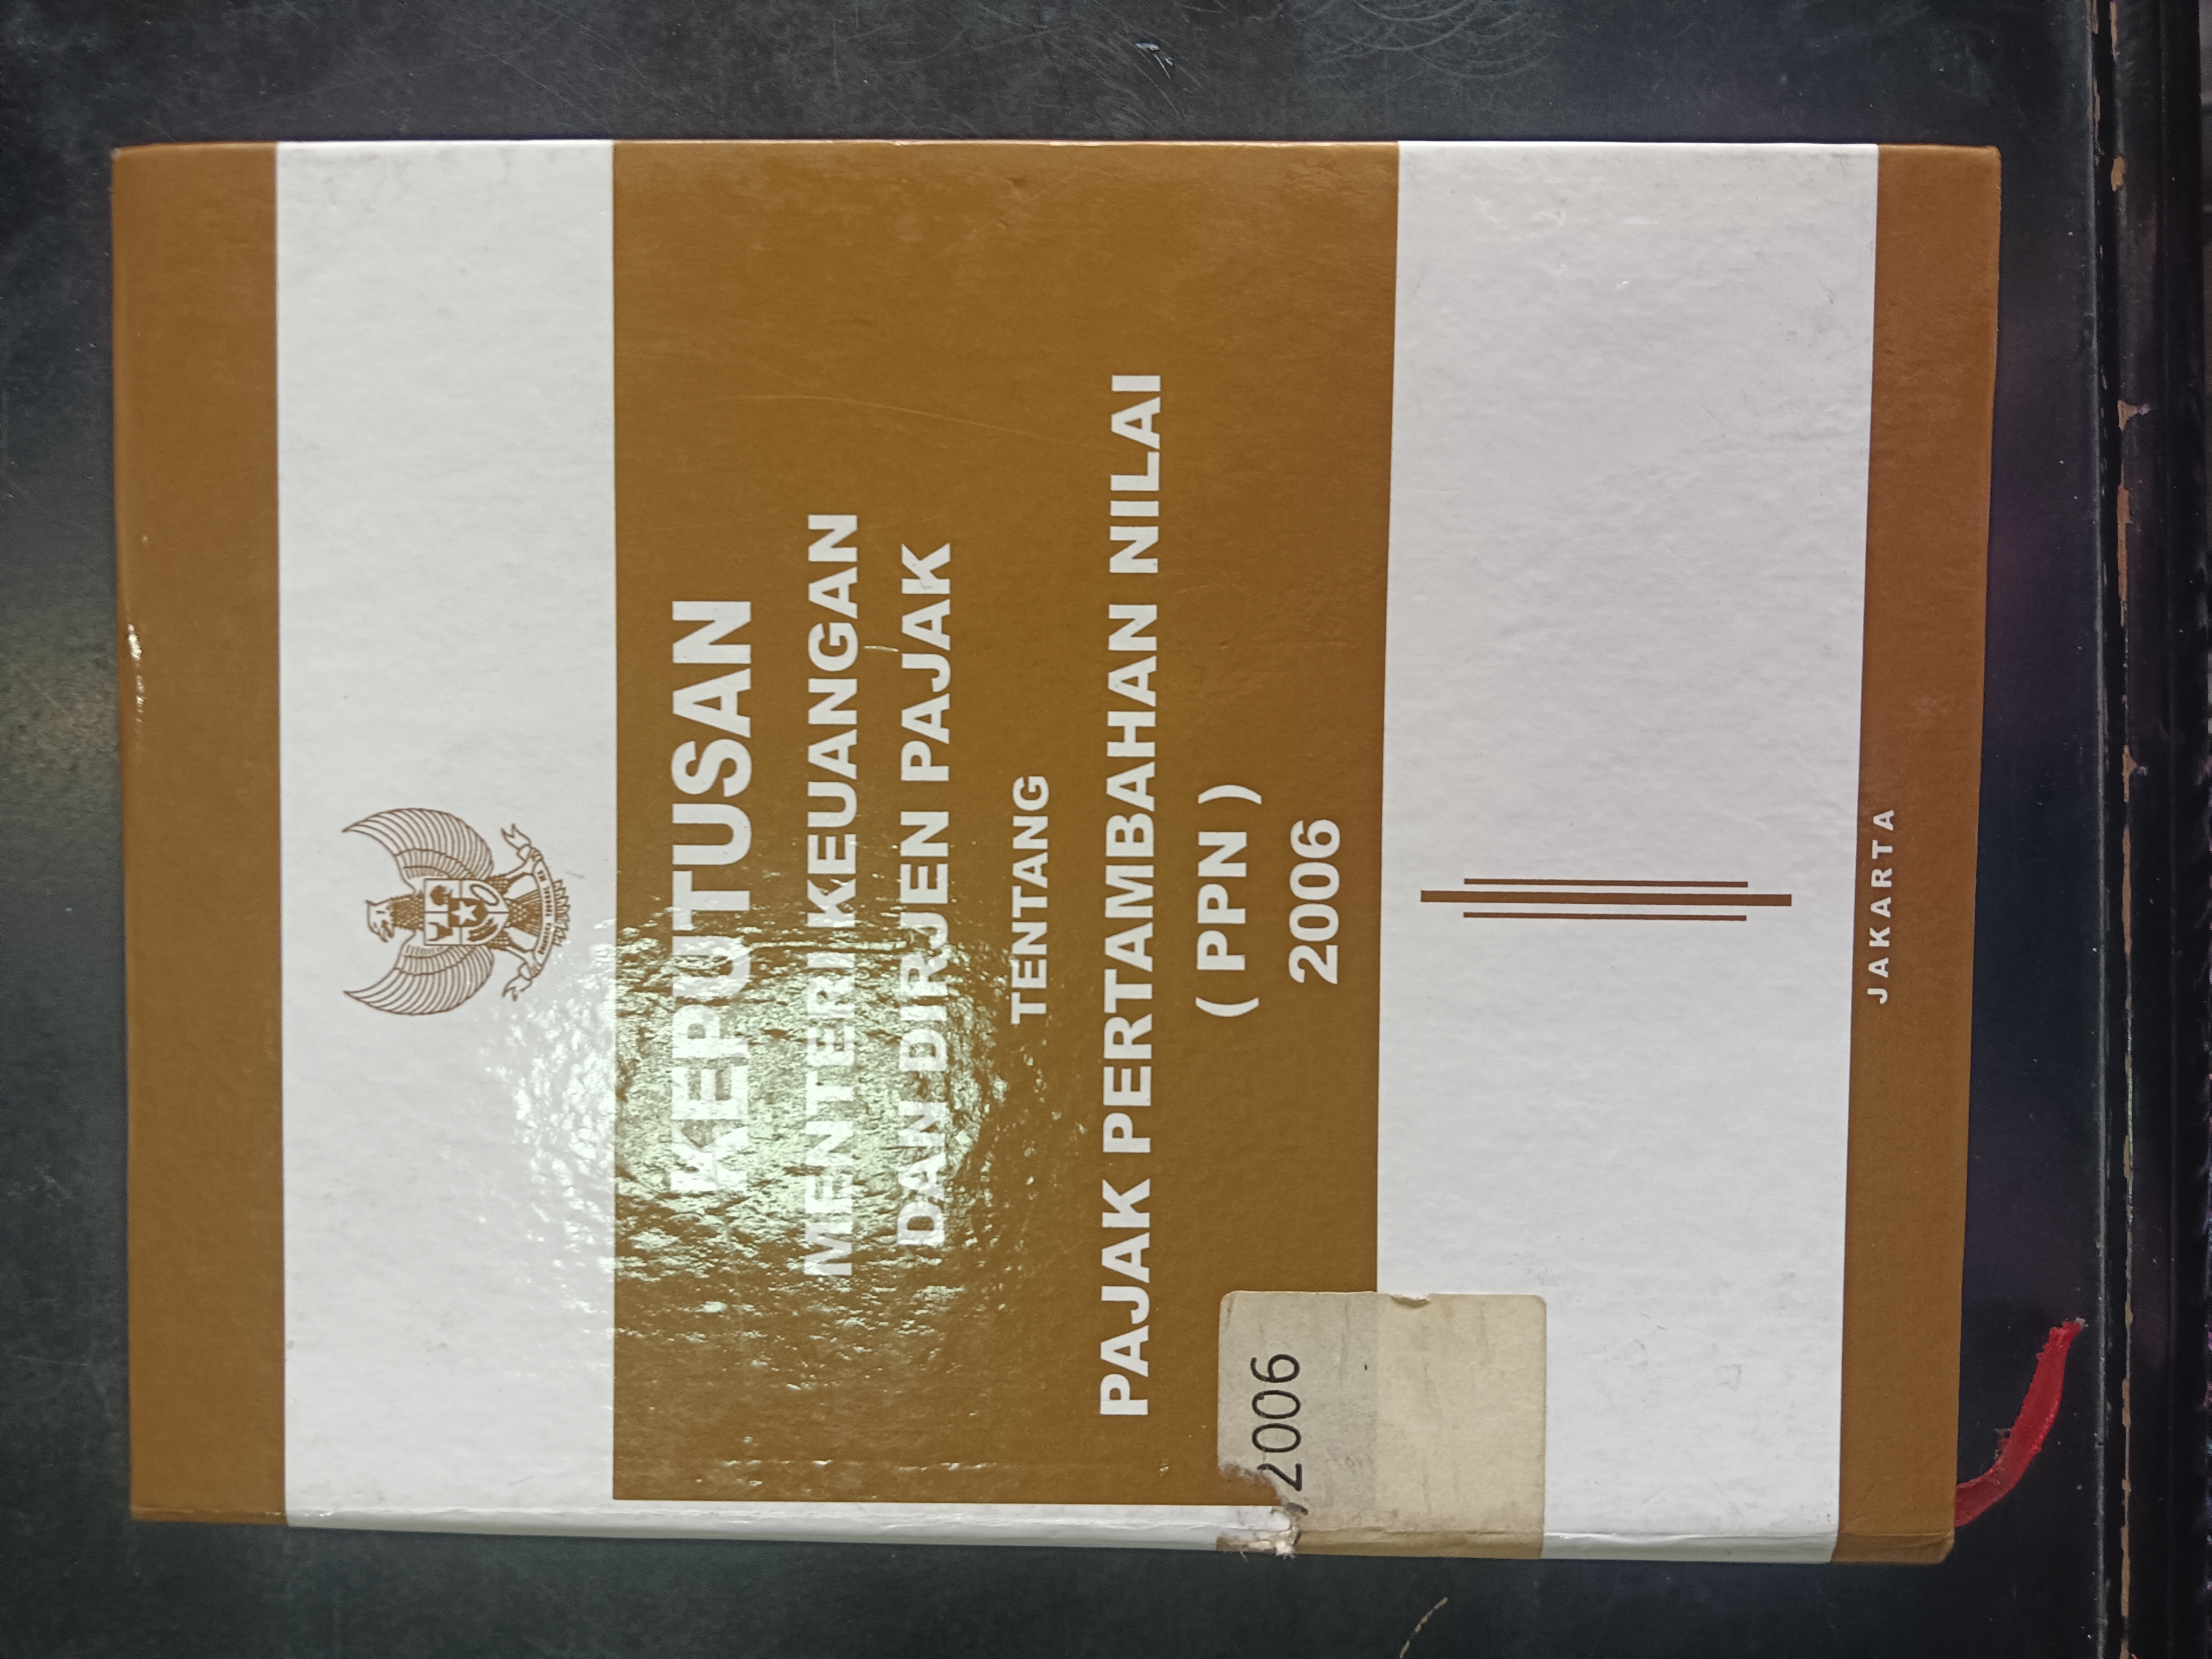 KEPUTUSAN
MENTERI KEUANGAN
DAN DIRJEN PAJAK
TENTANG
PAJAK PERTAMBAHAN NILAI
( PPN )
2006
2006
JAKARTA